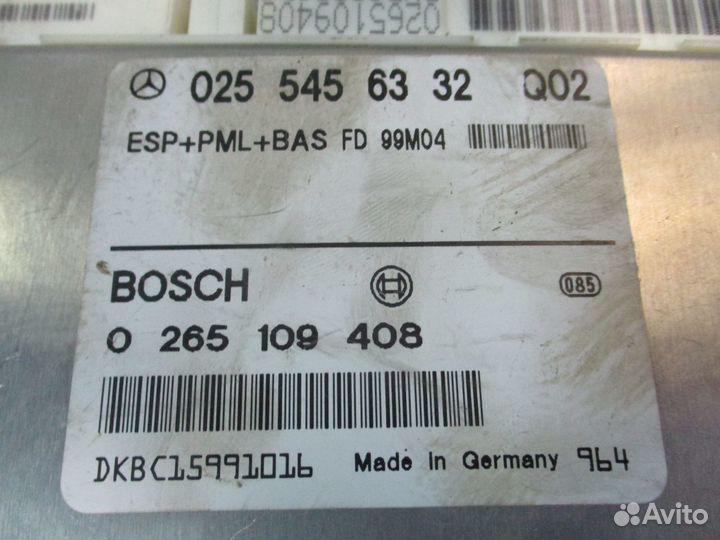 0265109408
025 545 63 32 Q02
ESP+PML+BAS FD 99M04
BOSCH
085
0 265 109 408
DKBC15991016 Made in Germany 964
Avito